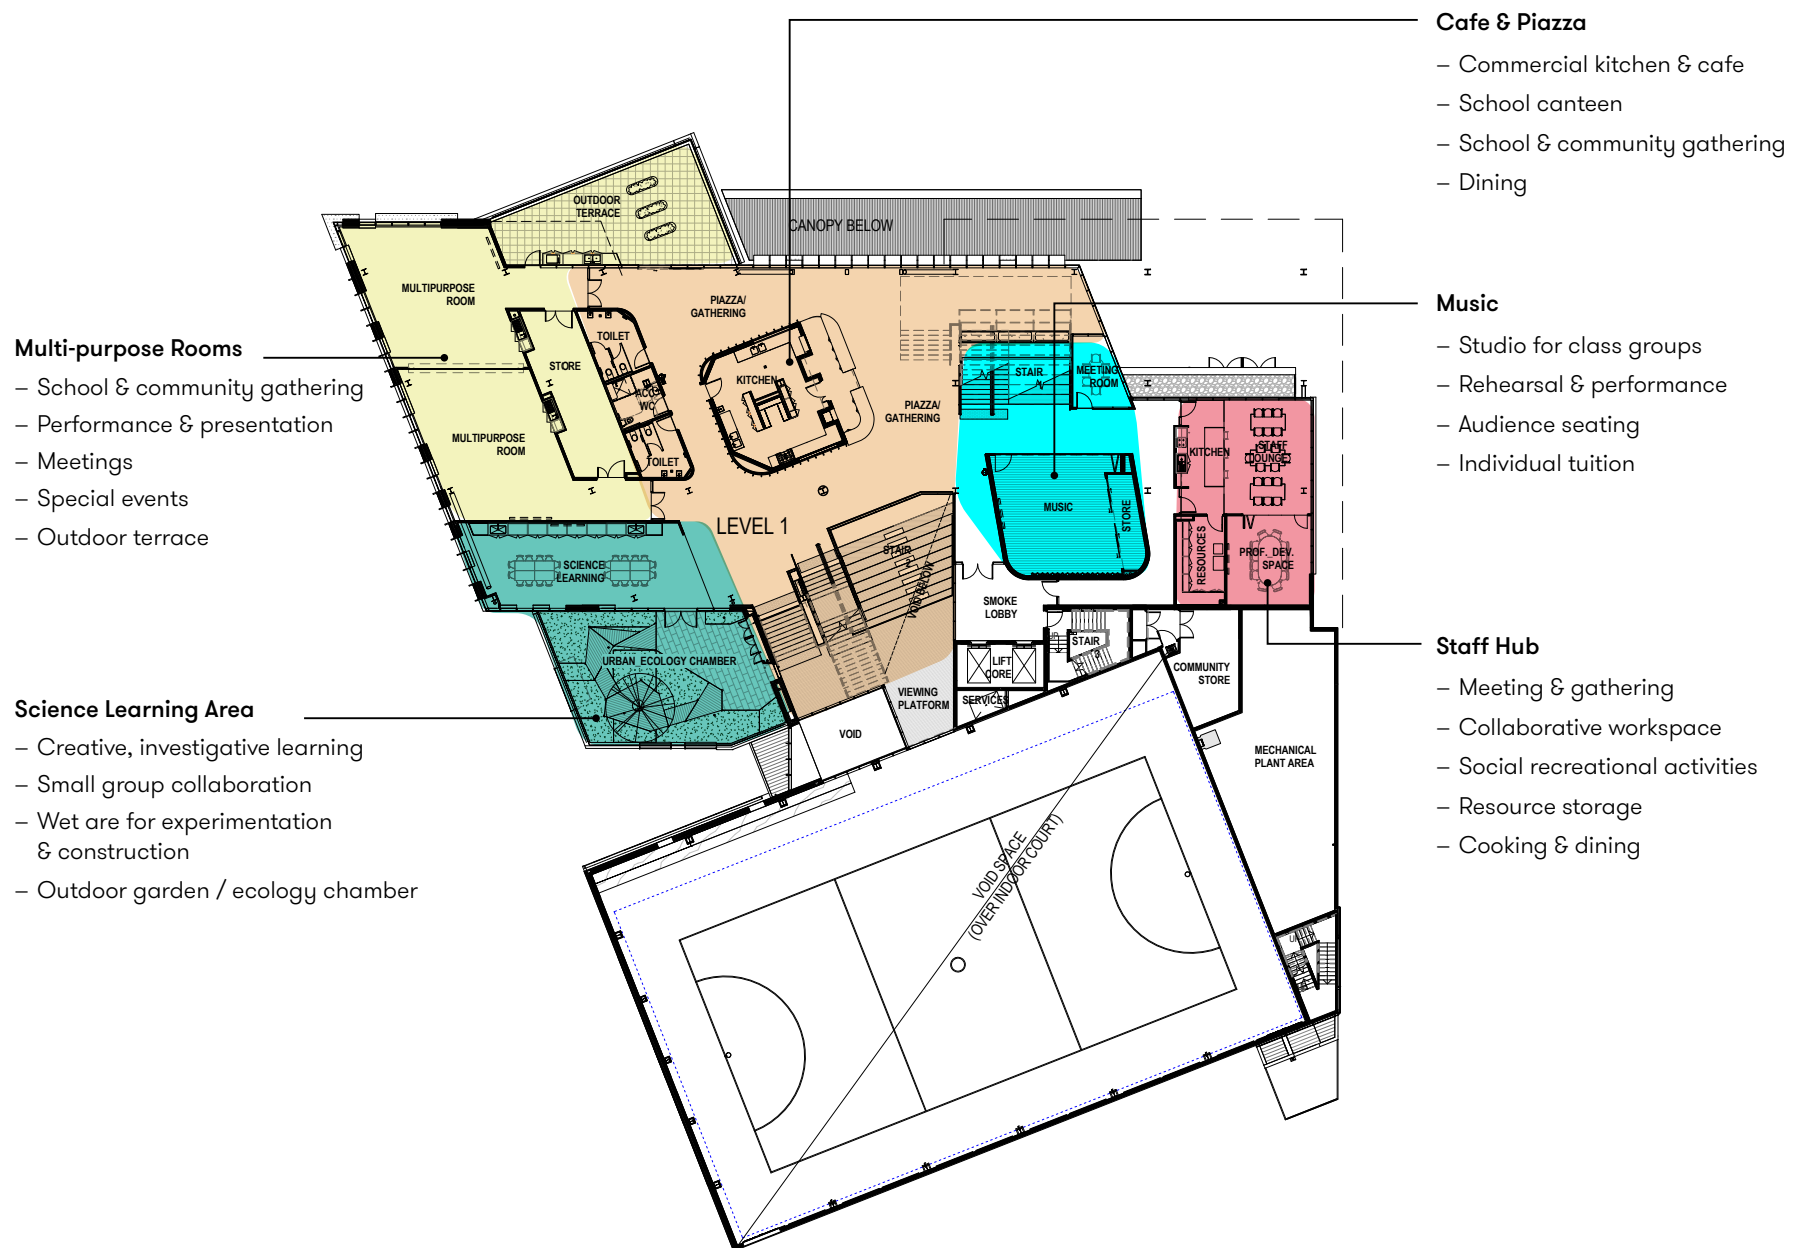 Cafe & Piazza
– Commercial kitchen & cafe
– School canteen
– School & community gathering
– Dining
Music
– Studio for class groups
– Rehearsal & performance
– Audience seating
– Individual tuition
Staff Hub
– Meeting & gathering
– Collaborative workspace
– Social recreational activities
– Resource storage
– Cooking & dining
Multi-purpose Rooms
– School & community gathering
– Performance & presentation
– Meetings
– Special events
– Outdoor terrace
Science Learning Area
– Creative, investigative learning
– Small group collaboration
– Wet are for experimentation
& construction
– Outdoor garden / ecology chamber
OUTDOOR
TERRACE
CANOPY BELOW
MULTIPURPOSE
ROOM
PIAZZA/
GATHERING
TOILET
STORE
KITCHEN
ACC.
WC
STAIR
MEETING
ROOM
PIAZZA/
GATHERING
MULTIPURPOSE
ROOM
TOILET
KITCHEN
STAFF
LOUNGE
MUSIC
STORE
LEVEL 1
STAIR
VOID BELOW
RESOURCES
PROF. DEV.
SPACE
SCIENCE
LEARNING
SMOKE
LOBBY
STAIR
URBAN ECOLOGY CHAMBER
LIFT
CORE
COMMUNITY
STORE
VIEWING
PLATFORM
SERVICES
VOID
MECHANICAL
PLANT AREA
VOID SPACE
(OVER INDOOR COURT)